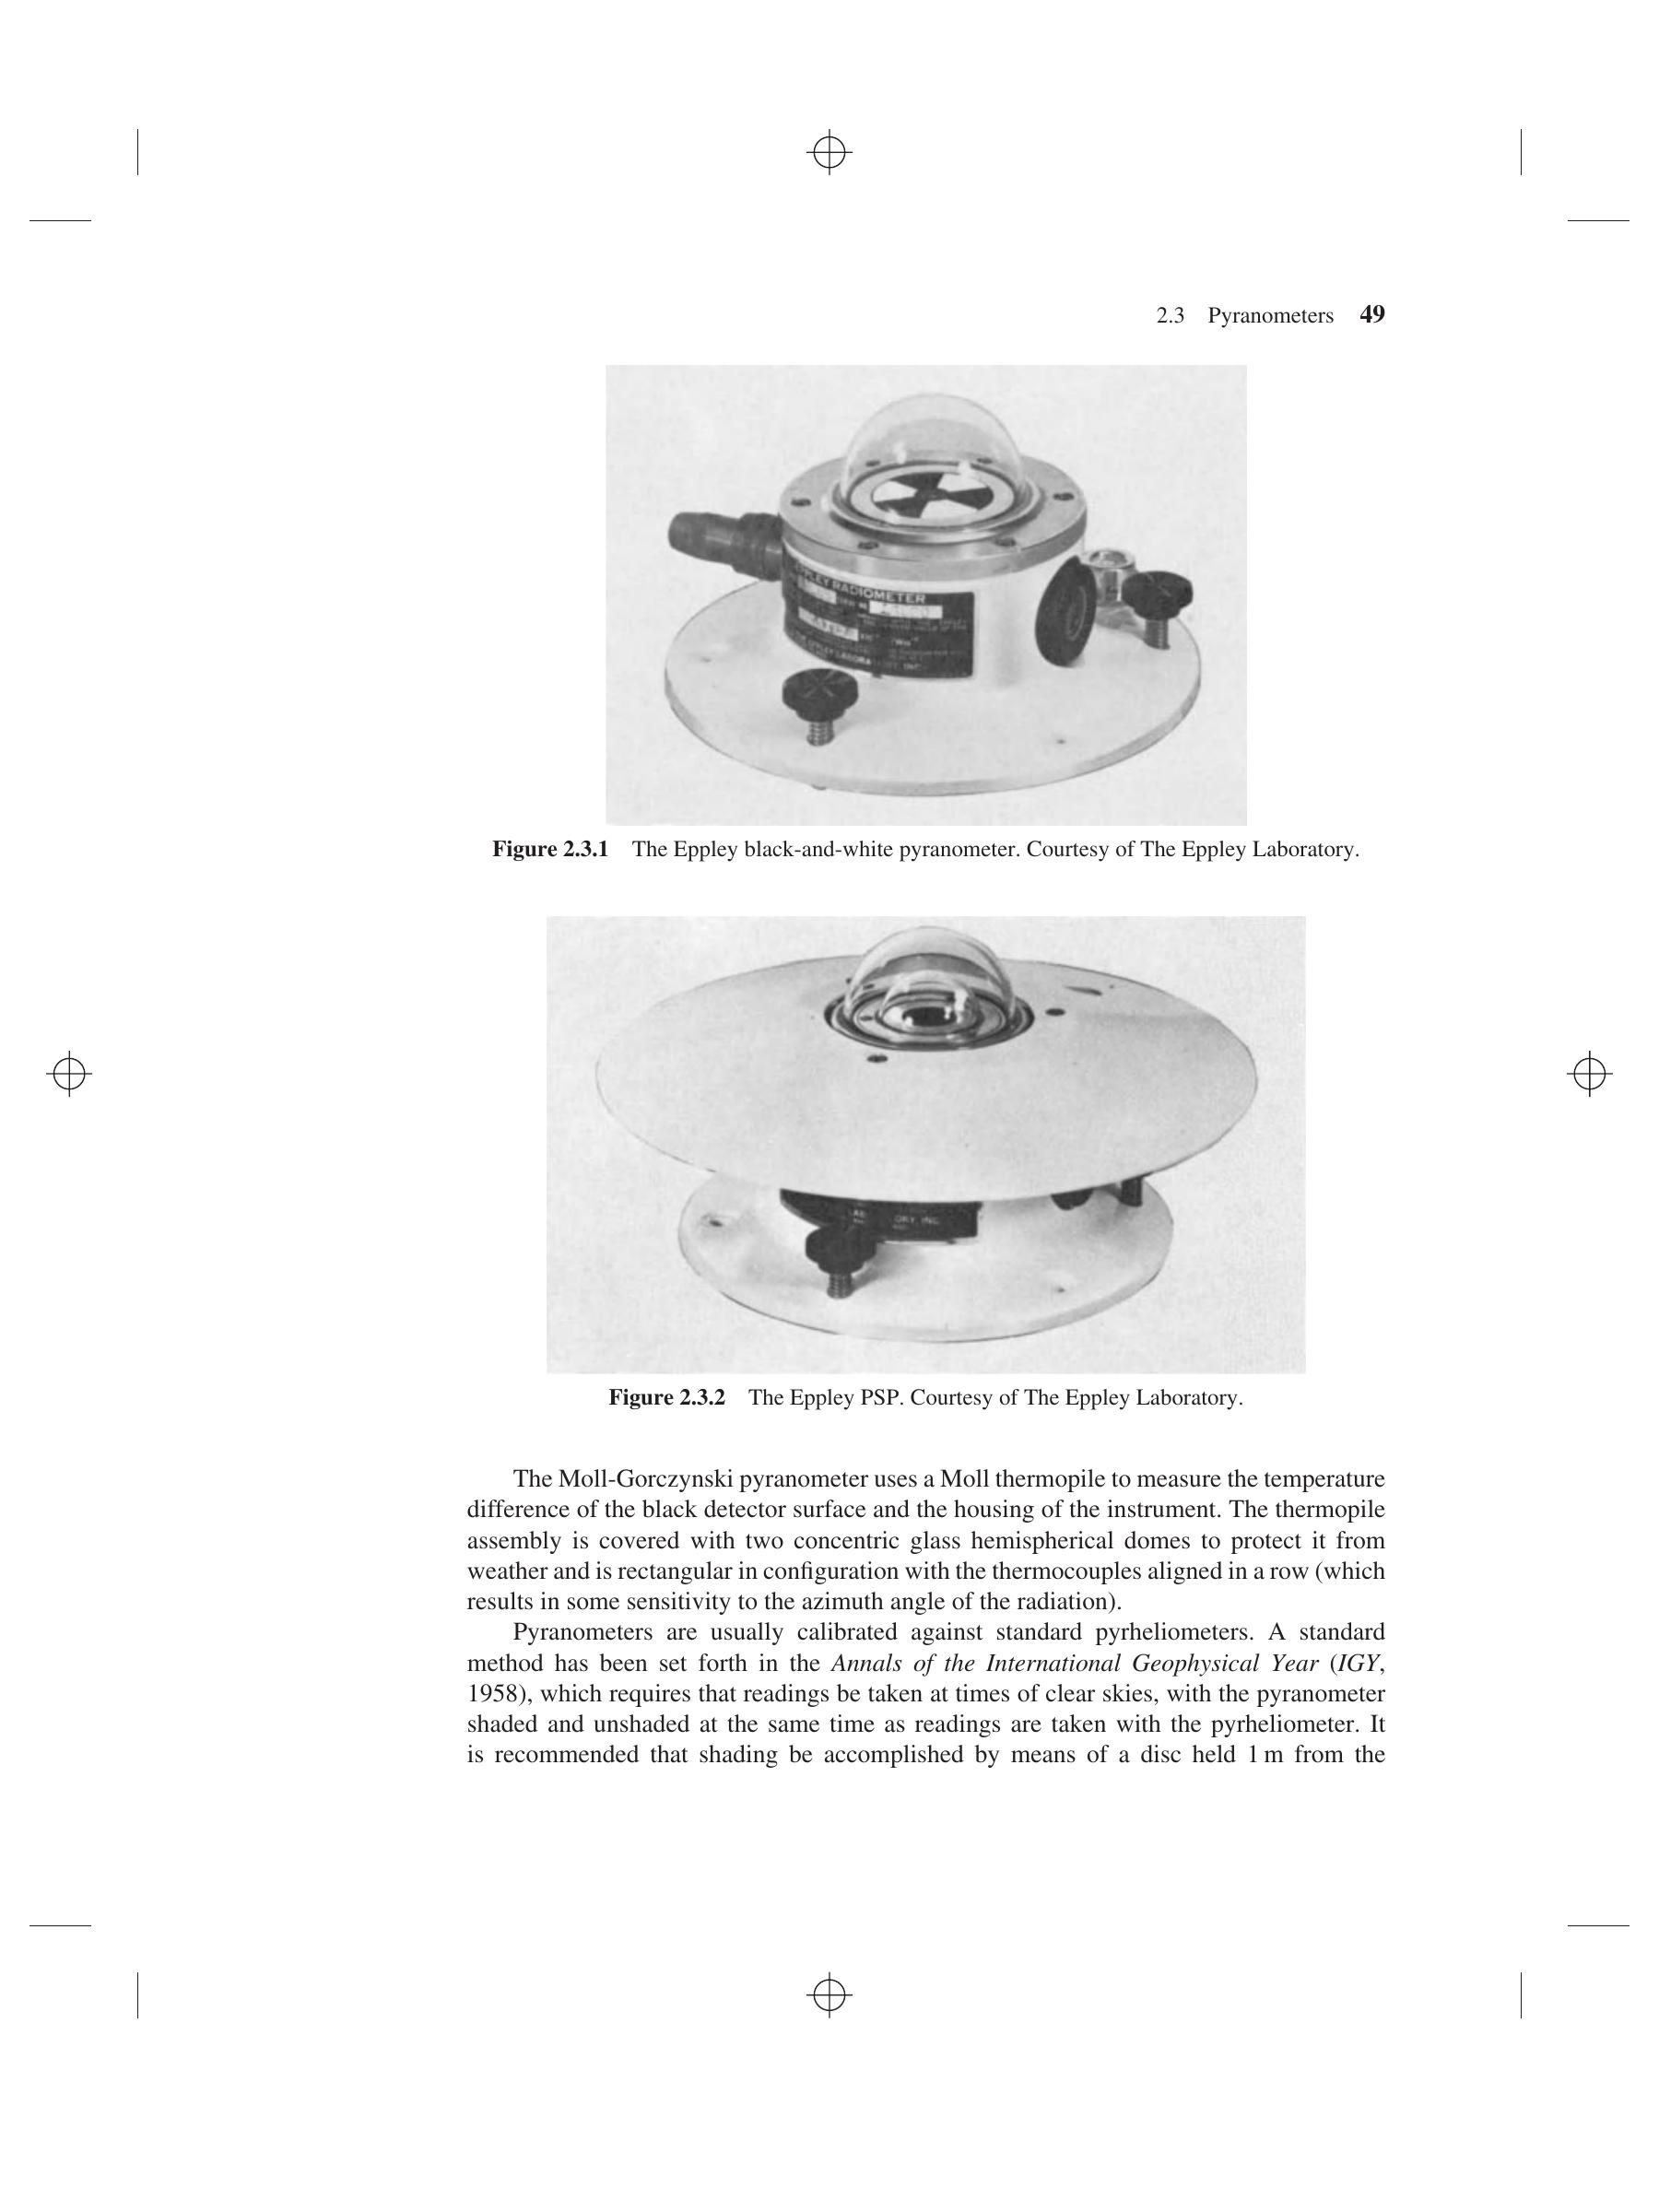 2.3 Pyranometers 49
EPPLEY RADIOMETER
Figure 2.3.1 The Eppley black-and-white pyranometer. Courtesy of The Eppley Laboratory.
Figure 2.3.2 The Eppley PSP. Courtesy of The Eppley Laboratory.
The Moll-Gorczynski pyranometer uses a Moll thermopile to measure the temperature
difference of the black detector surface and the housing of the instrument. The thermopile
assembly is covered with two concentric glass hemispherical domes to protect it from
weather and is rectangular in configuration with the thermocouples aligned in a row (which
results in some sensitivity to the azimuth angle of the radiation).
Pyranometers are usually calibrated against standard pyrheliometers. A standard
method has been set forth in the Annals of the International Geophysical Year (IGY,
1958), which requires that readings be taken at times of clear skies, with the pyranometer
shaded and unshaded at the same time as readings are taken with the pyrheliometer. It
is recommended that shading be accomplished by means of a disc held 1 m from the